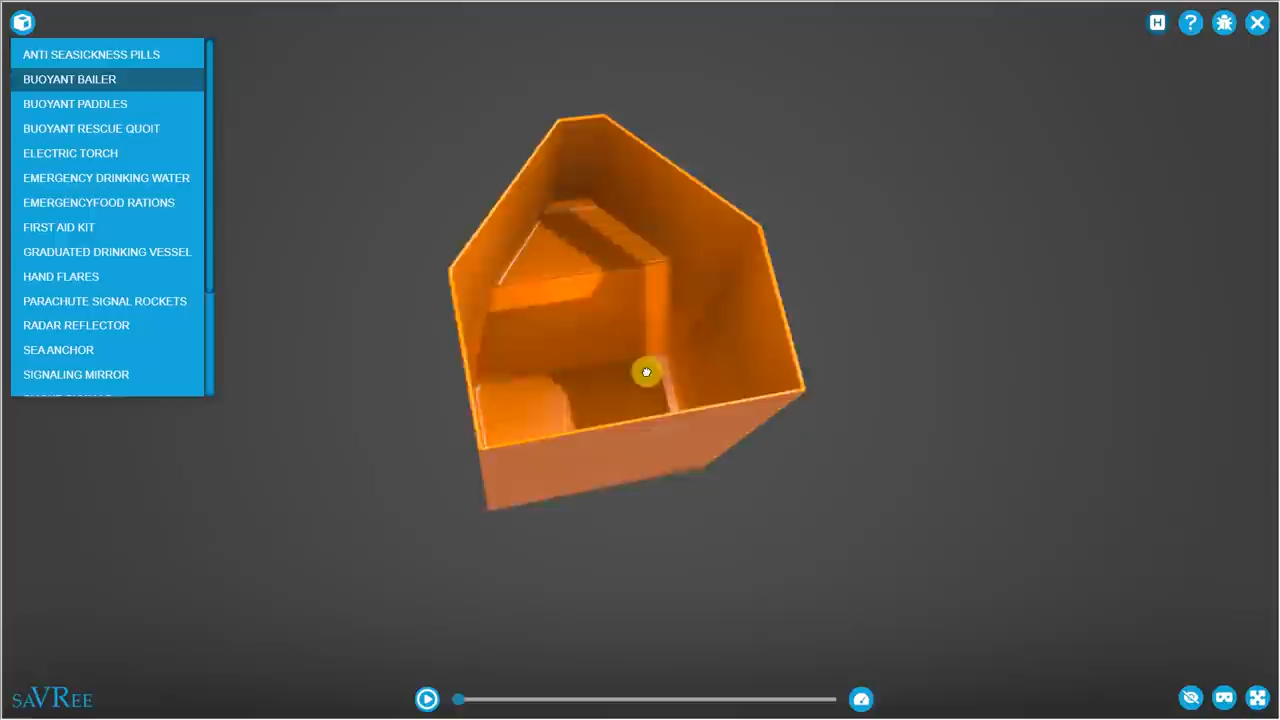 H
?
ANTI SEASICKNESS PILLS
BUOYANT BAILER
BUOYANT PADDLES
BUOYANT RESCUE QUOIT
ELECTRIC TORCH
EMERGENCY DRINKING WATER
EMERGENCYFOOD RATIONS
FIRST AID KIT
GRADUATED DRINKING VESSEL
HAND FLARES
PARACHUTE SIGNAL ROCKETS
RADAR REFLECTOR
SEA ANCHOR
SIGNALING MIRROR
saVRee